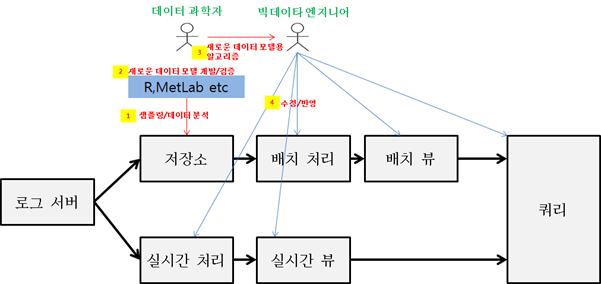 데이터 과학자
빅데이타 엔지니어
3 새로운 데이터 모델용
알고리즘
2 새로운 데이터 모델 개발/검증
R,MetLab etc
4 수정/반영
1 샘플링/데이터 분석
저장소
배치 처리
배치 뷰
로그 서버
쿼리
실시간 처리
실시간 뷰